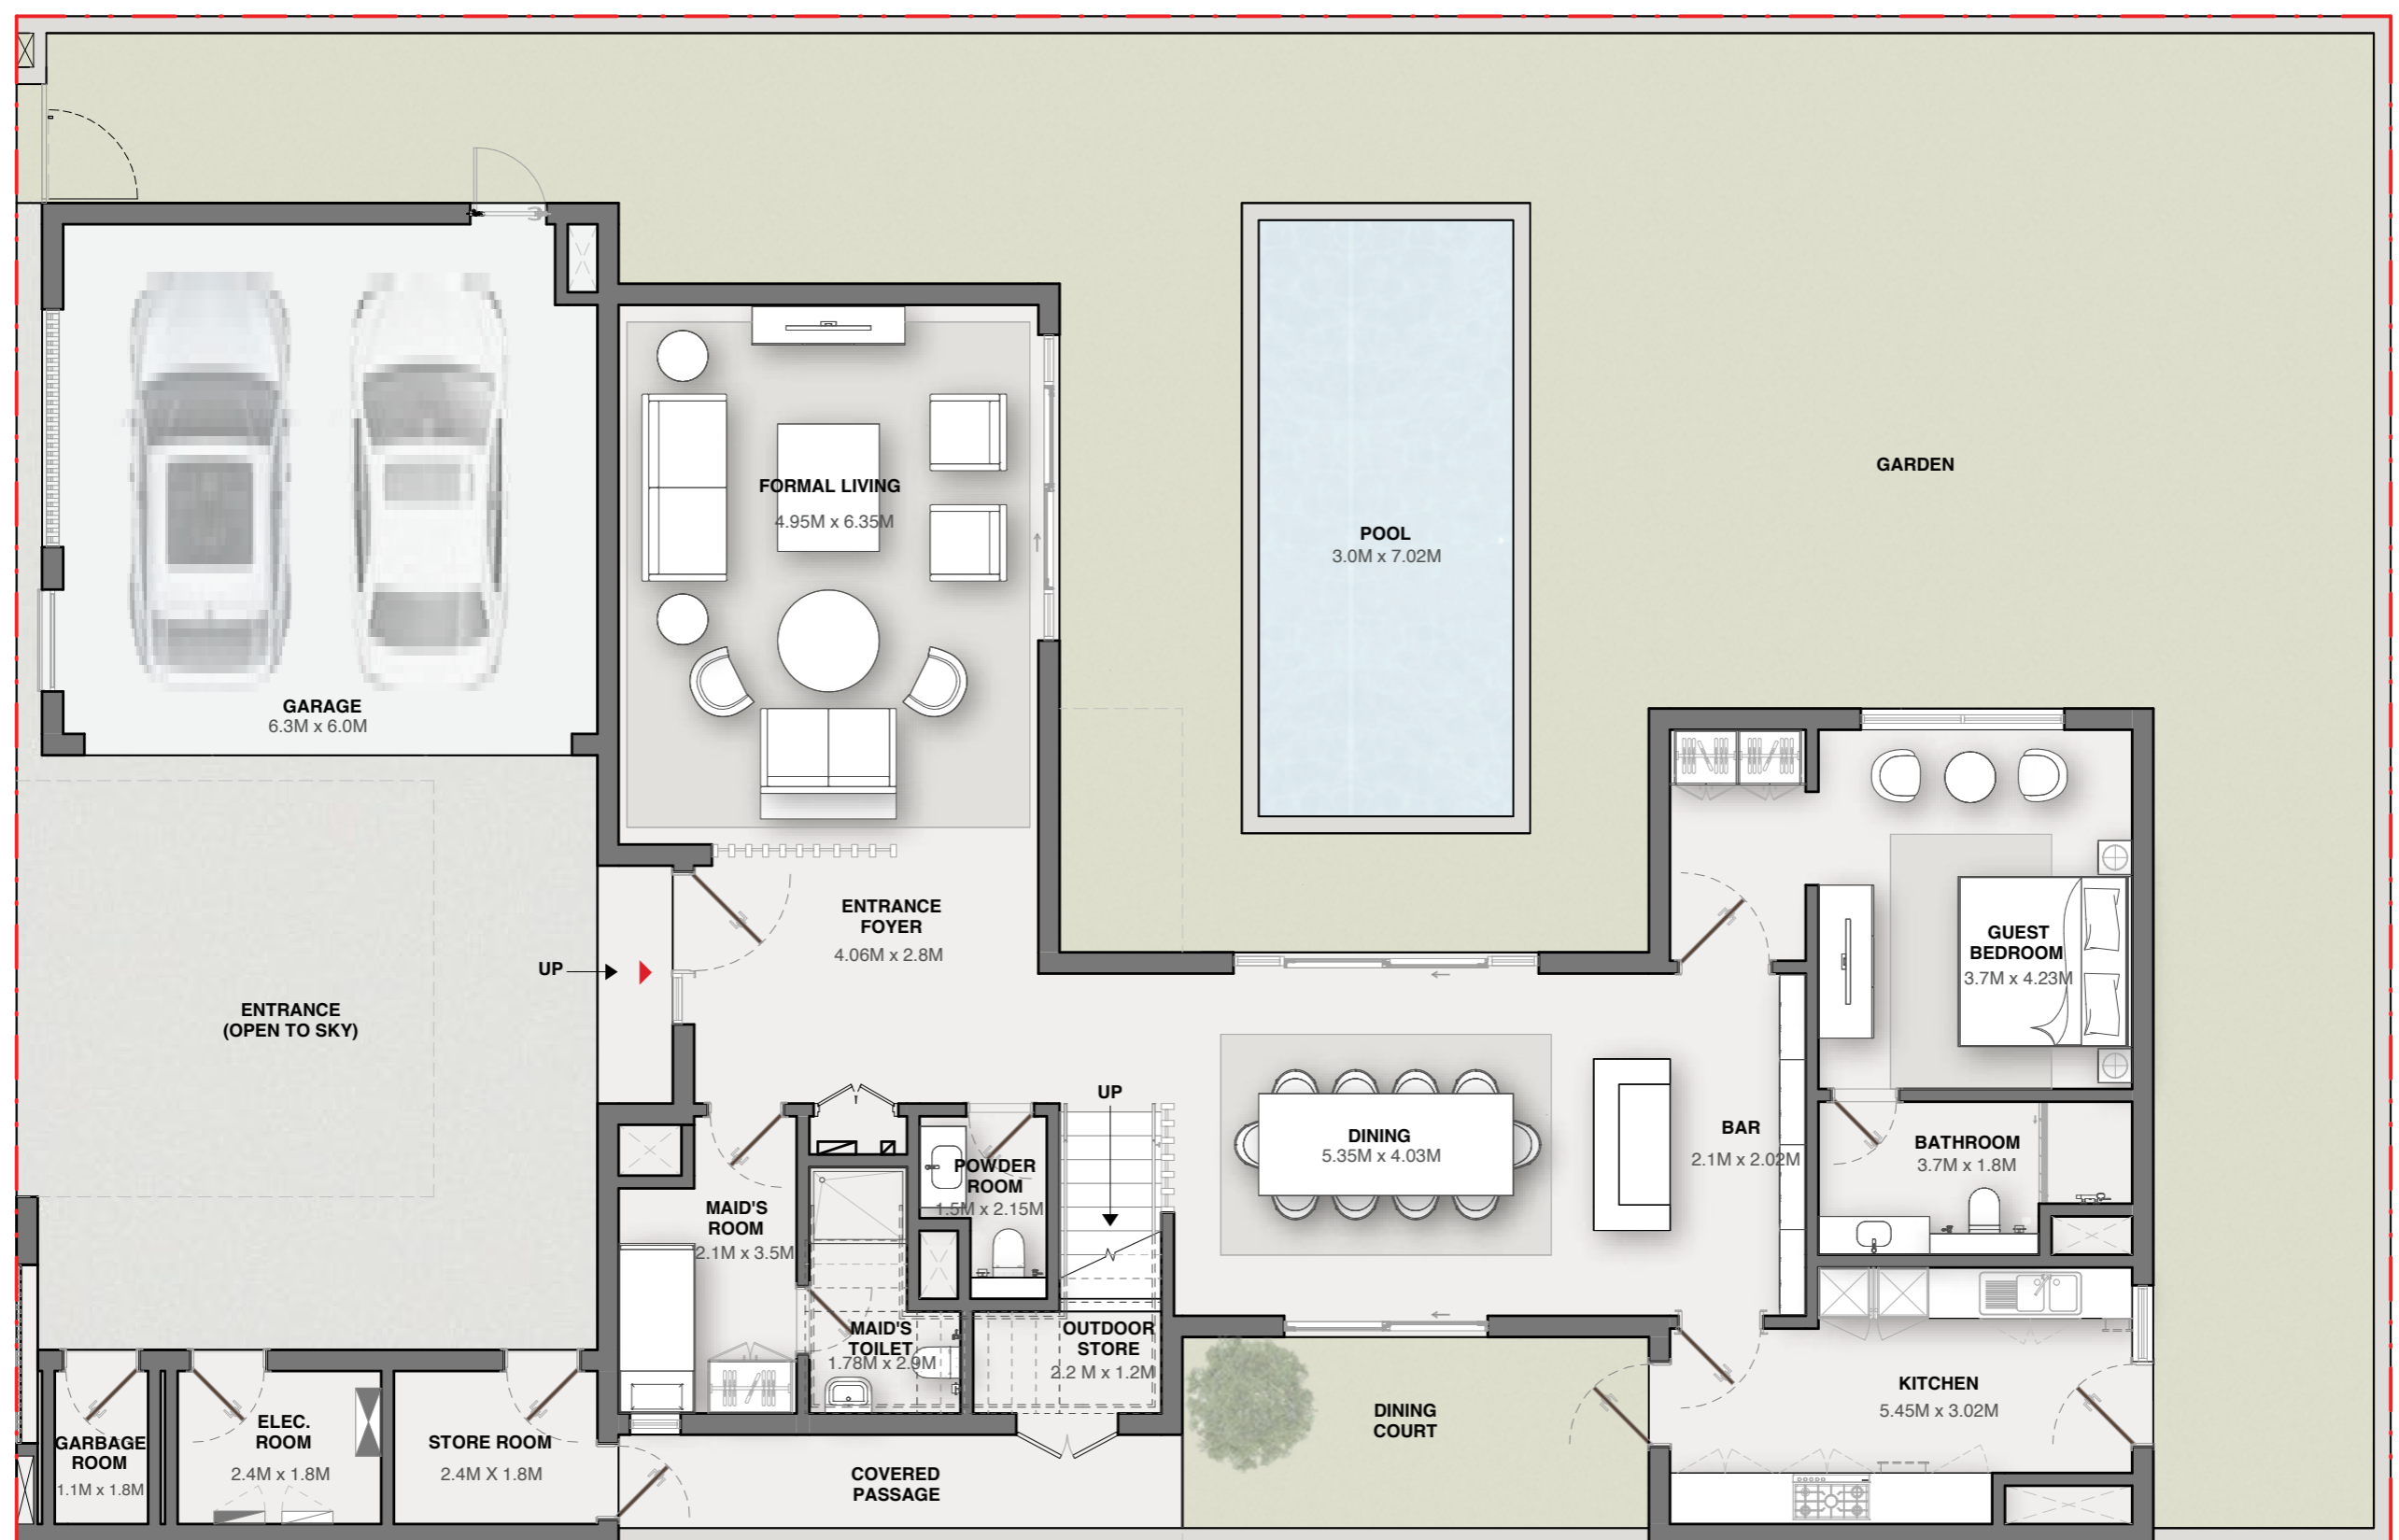 GARDEN
FORMAL LIVING
4.95M x 6.35M
POOL
3.0M x 7.02M
GARAGE
6.3M x 6.0M
ENTRANCE
FOYER
4.06M x 2.8M
GUEST
BEDROOM
3.7M x 4.23M
UP
ENTRANCE
(OPEN TO SKY)
UP
DINING
5.35M x 4.03M
BAR
2.1M x 2.02M
BATHROOM
3.7M x 1.8M
POWDER
ROOM
1.5M x 2.15M
MAID'S
ROOM
2.1M x 3.5M
MAID'S
TOILET
1.78M x 2.9M
OUTDOOR
STORE
2.2 M x 1.2M
KITCHEN
5.45M x 3.02M
DINING
COURT
GARBAGE
ROOM
1.1M x 1.8M
ELEC.
ROOM
2.4M x 1.8M
STORE ROOM
2.4M X 1.8M
COVERED
PASSAGE